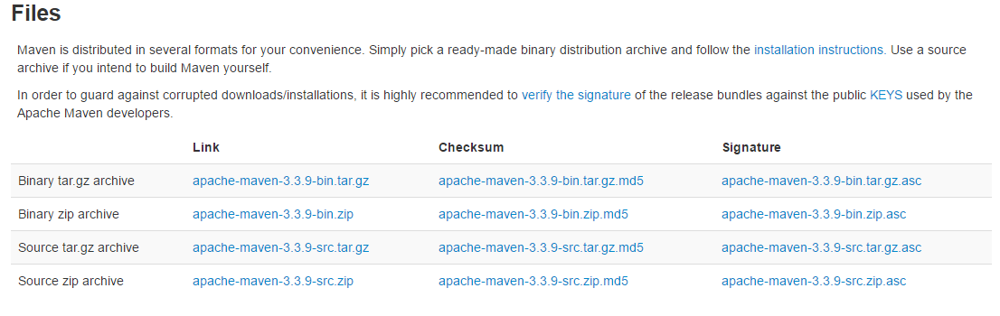 Files
Maven is distributed in several formats for your convenience. Simply pick a ready-made binary distribution archive and follow the installation instructions. Use a source
archive if you intend to build Maven yourself.
In order to guard against corrupted downloads/installations, it is highly recommended to verify the signature of the release bundles against the public KEYS used by the
Apache Maven developers.
Link Checksum Signature
Binary tar.gz archive apache-maven-3.3.9-bin.tar.gz apache-maven-3.3.9-bin.tar.gz.md5 apache-maven-3.3.9-bin.tar.gz.asc
Binary zip archive apache-maven-3.3.9-bin.zip apache-maven-3.3.9-bin.zip.md5 apache-maven-3.3.9-bin.zip.asc
Source tar.gz archive apache-maven-3.3.9-src.tar.gz apache-maven-3.3.9-src.tar.gz.md5 apache-maven-3.3.9-src.tar.gz.asc
Source zip archive apache-maven-3.3.9-src.zip apache-maven-3.3.9-src.zip.md5 apache-maven-3.3.9-src.zip.asc